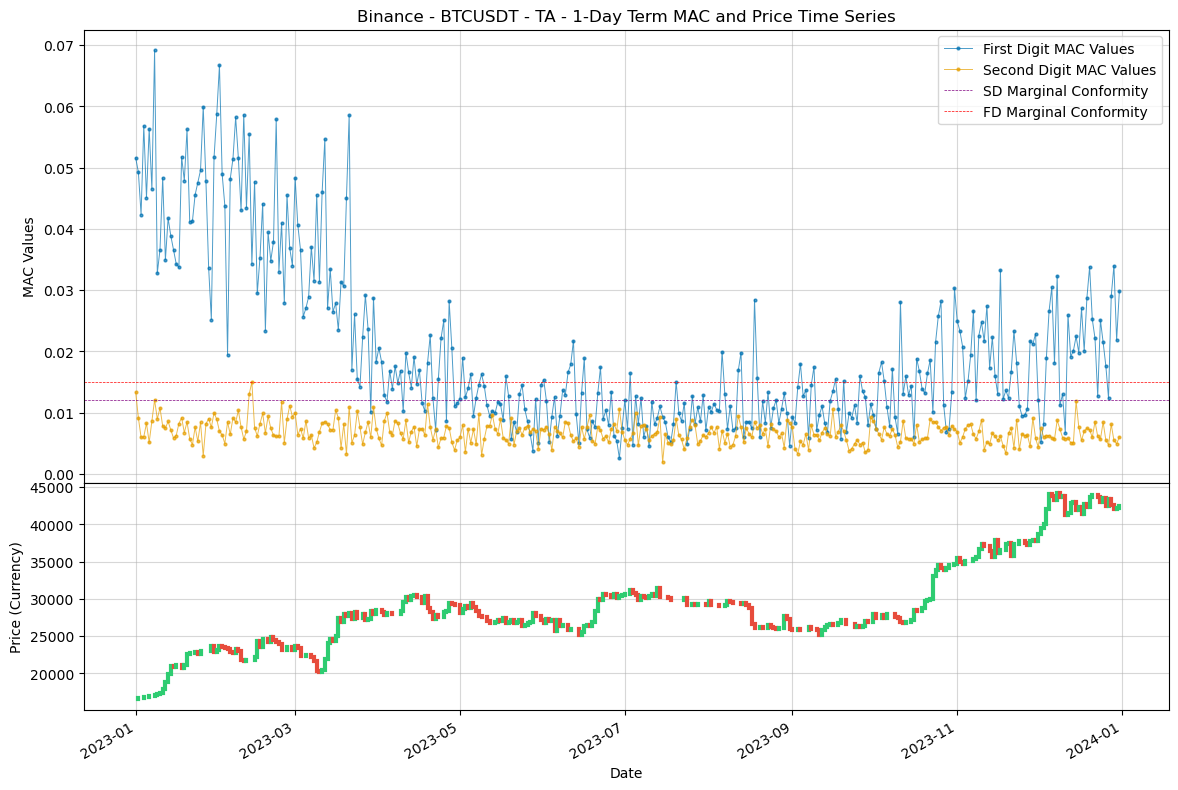 Binance - BTCUSDT - TA - 1-Day Term MAC and Price Time Series
First Digit MAC Values
Second Digit MAC Values
SD Marginal Conformity
FD Marginal Conformity
MAC Values
0.07
0.06
0.05
0.04
0.03
0.02
0.01
0.00
Price (Currency)
45000
40000
35000
30000
25000
20000
2023-01
2023-03
2023-05
2023-07
2023-09
2023-11
2024-01
Date